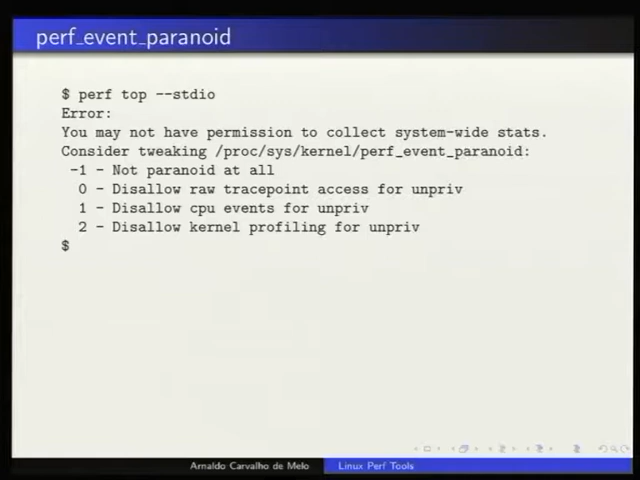 perf_event_paranoid
$ perf top --stdio
Error:
You may not have permission to collect system-wide stats.
Consider tweaking /proc/sys/kernel/perf_event_paranoid:
-1 - Not paranoid at all
0 - Disallow raw tracepoint access for unpriv
1 - Disallow cpu events for unpriv
2 - Disallow kernel profiling for unpriv
$
Arnaldo Carvalho de Melo Linux Perf Tools